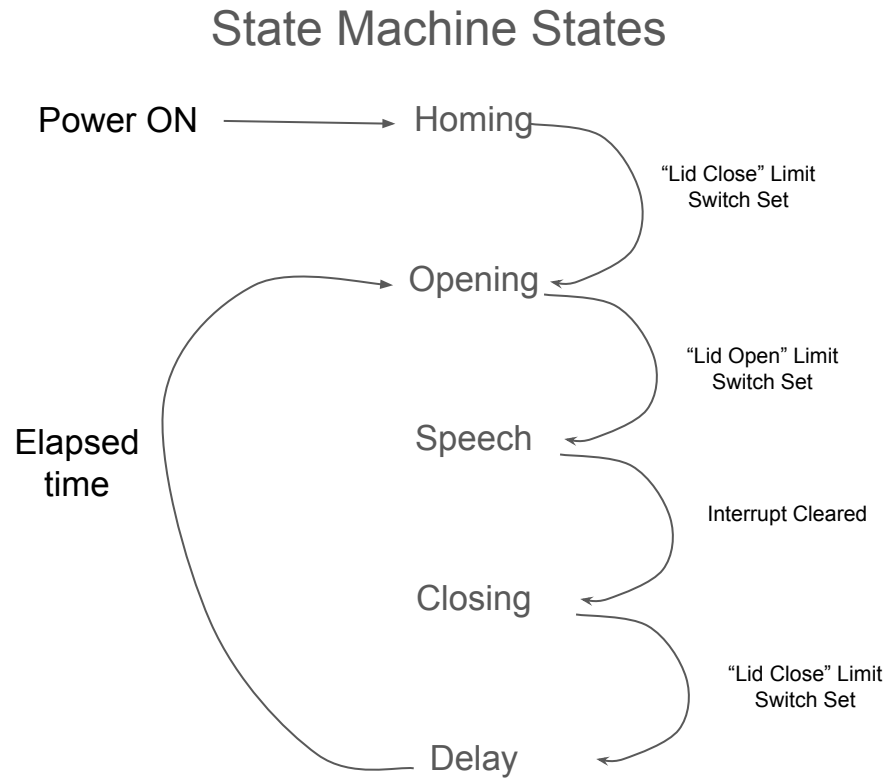 State Machine States
Power ON
Homing
“Lid Close” Limit
Switch Set
Opening
“Lid Open” Limit
Switch Set
Speech
Elapsed
time
Interrupt Cleared
Closing
“Lid Close” Limit
Switch Set
Delay